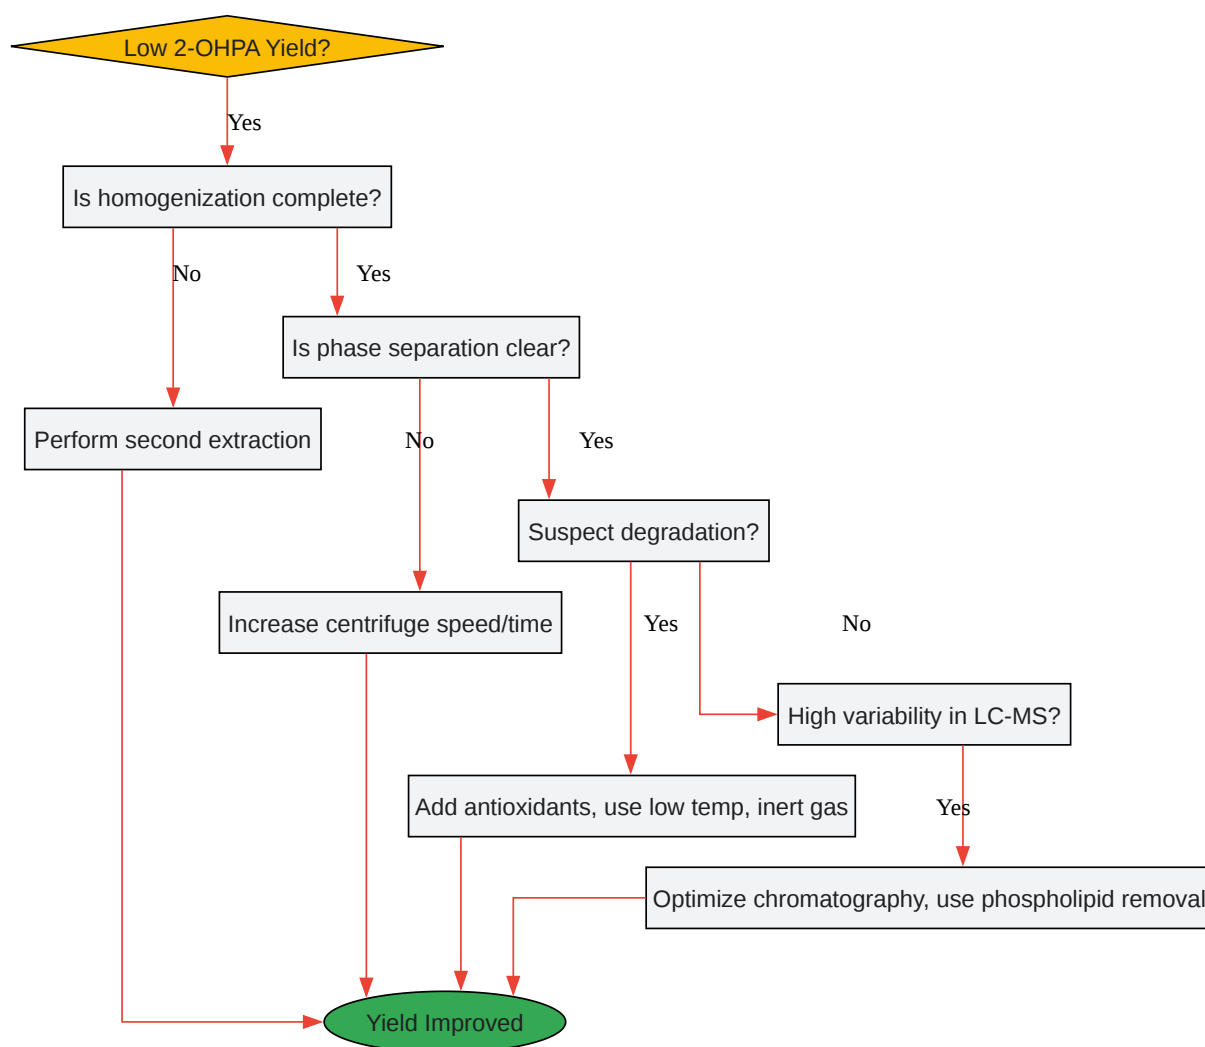 Low 2-OHPA Yield?
Yes
Is homogenization complete?
No
Yes
Is phase separation clear?
Perform second extraction
No
Yes
Suspect degradation?
Increase centrifuge speed/time
Yes
No
High variability in LC-MS?
Add antioxidants, use low temp, inert gas
Yes
Optimize chromatography, use phospholipid removal
Yield Improved